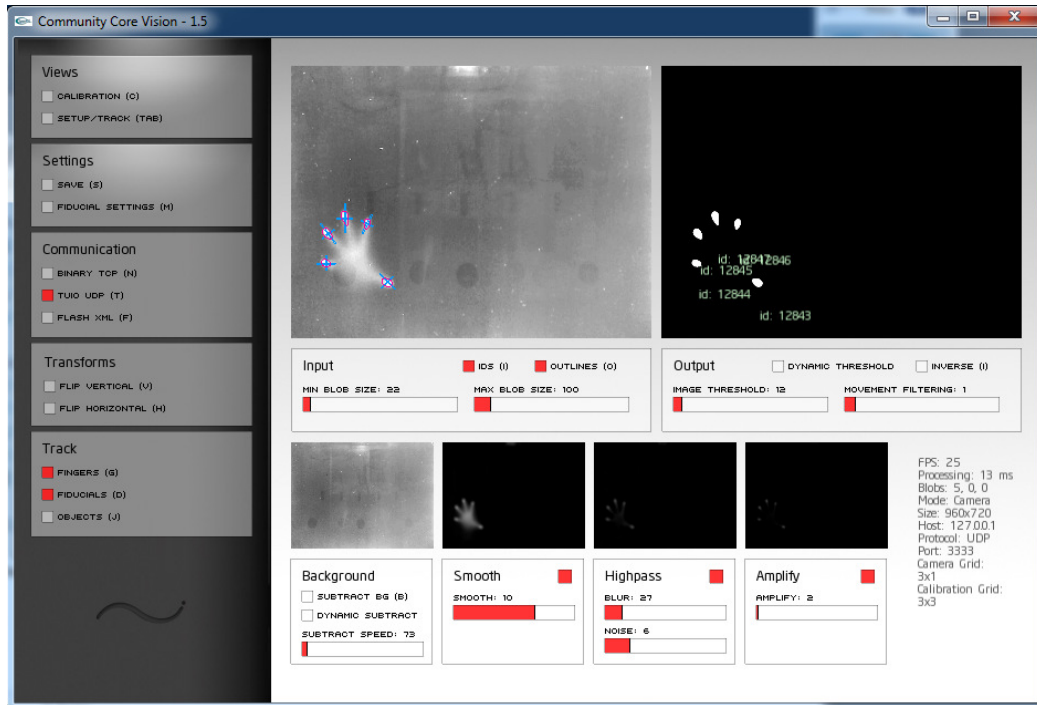 Community Core Vision - 1.5
Views
CALIBRATION (C)
SETUP/TRACK (TAB)
Settings
SAVE (S)
FIDUCIAL SETTINGS (M)
Communication
BINARY TCP (N)
TUIO UDP (T)
FLASH XML (F)
Transforms
FLIP VERTICAL (V)
FLIP HORIZONTAL (H)
Track
FINGERS (G)
FIDUCIALS (D)
OBJECTS (J)
id: 12847
id: 12846
id: 12845
id: 12844
id: 12843
Input
IDS (I)
OUTLINES (O)
MIN BLOB SIZE: 22
MAX BLOB SIZE: 100
Output
DYNAMIC THRESHOLD
INVERSE (I)
IMAGE THRESHOLD: 12
MOVEMENT FILTERING: 1
Background
SUBTRACT BG (B)
DYNAMIC SUBTRACT
SUBTRACT SPEED: 73
Smooth
SMOOTH: 10
Highpass
BLUR: 27
NOISE: 6
Amplify
AMPLIFY: 2
FPS: 25
Processing: 13 ms
Blobs: 5, 0, 0
Mode: Camera
Size: 960x720
Host: 127.0.0.1
Protocol: UDP
Port: 3333
Camera Grid:
3x1
Calibration Grid:
3x3